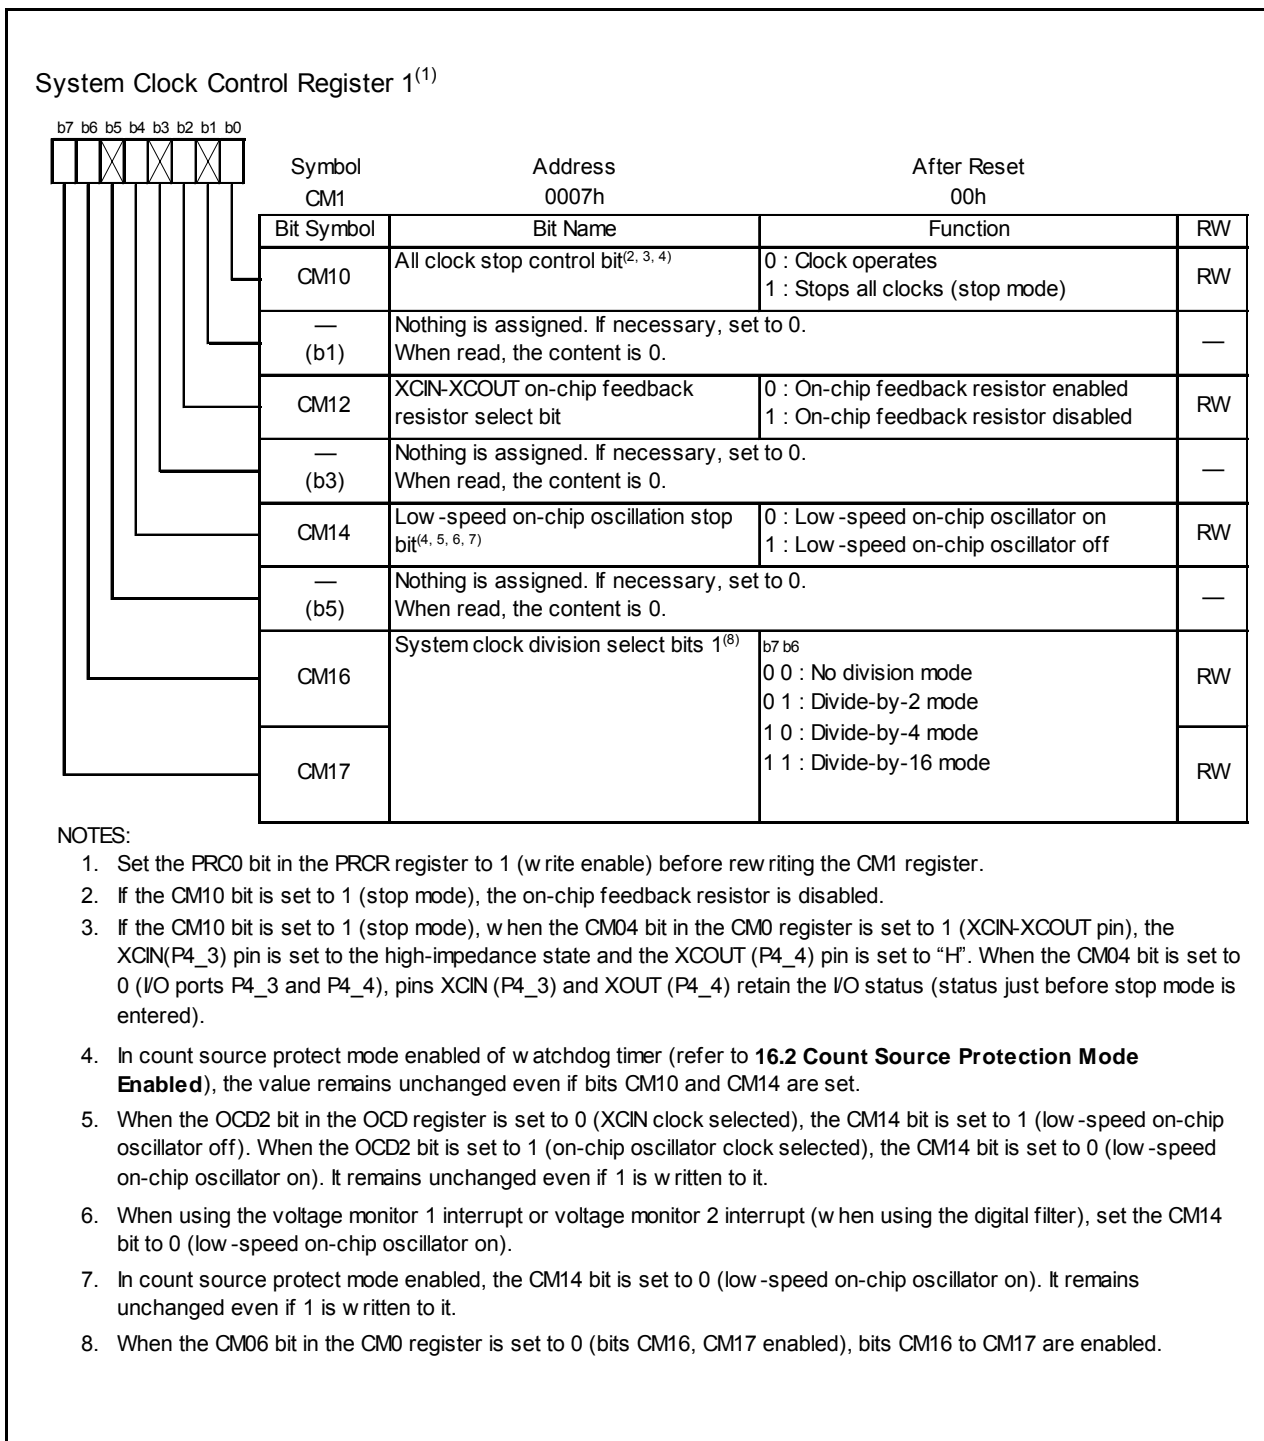 System Clock Control Register 1(1)
b7 b6 b5 b4 b3 b2 b1 b0
Symbol Address After Reset
CM1 0007h 00h
Bit Symbol Bit Name Function RW
CM10 All clock stop control bit(2, 3, 4) 0 : Clock operates RW
1 : Stops all clocks (stop mode)
— Nothing is assigned. If necessary, set to 0. —
(b1) When read, the content is 0.
CM12 XCIN-XCOUT on-chip feedback 0 : On-chip feedback resistor enabled RW
resistor select bit 1 : On-chip feedback resistor disabled
— Nothing is assigned. If necessary, set to 0. —
(b3) When read, the content is 0.
CM14 Low-speed on-chip oscillation stop 0 : Low-speed on-chip oscillator on RW
bit(4, 5, 6, 7) 1 : Low-speed on-chip oscillator off
— Nothing is assigned. If necessary, set to 0. —
(b5) When read, the content is 0.
System clock division select bits 1(8) b7 b6
CM16 0 0 : No division mode RW
0 1 : Divide-by-2 mode
1 0 : Divide-by-4 mode
CM17 1 1 : Divide-by-16 mode RW
NOTES:
1. Set the PRC0 bit in the PRCR register to 1 (write enable) before rewriting the CM1 register.
2. If the CM10 bit is set to 1 (stop mode), the on-chip feedback resistor is disabled.
3. If the CM10 bit is set to 1 (stop mode), when the CM04 bit in the CM0 register is set to 1 (XCIN-XCOUT pin), the
XCIN(P4_3) pin is set to the high-impedance state and the XCOUT (P4_4) pin is set to “H”. When the CM04 bit is set to
0 (I/O ports P4_3 and P4_4), pins XCIN (P4_3) and XOUT (P4_4) retain the I/O status (status just before stop mode is
entered).
4. In count source protect mode enabled of watchdog timer (refer to 16.2 Count Source Protection Mode
Enabled), the value remains unchanged even if bits CM10 and CM14 are set.
5. When the OCD2 bit in the OCD register is set to 0 (XCIN clock selected), the CM14 bit is set to 1 (low-speed on-chip
oscillator off). When the OCD2 bit is set to 1 (on-chip oscillator clock selected), the CM14 bit is set to 0 (low-speed
on-chip oscillator on). It remains unchanged even if 1 is written to it.
6. When using the voltage monitor 1 interrupt or voltage monitor 2 interrupt (when using the digital filter), set the CM14
bit to 0 (low-speed on-chip oscillator on).
7. In count source protect mode enabled, the CM14 bit is set to 0 (low-speed on-chip oscillator on). It remains
unchanged even if 1 is written to it.
8. When the CM06 bit in the CM0 register is set to 0 (bits CM16, CM17 enabled), bits CM16 to CM17 are enabled.